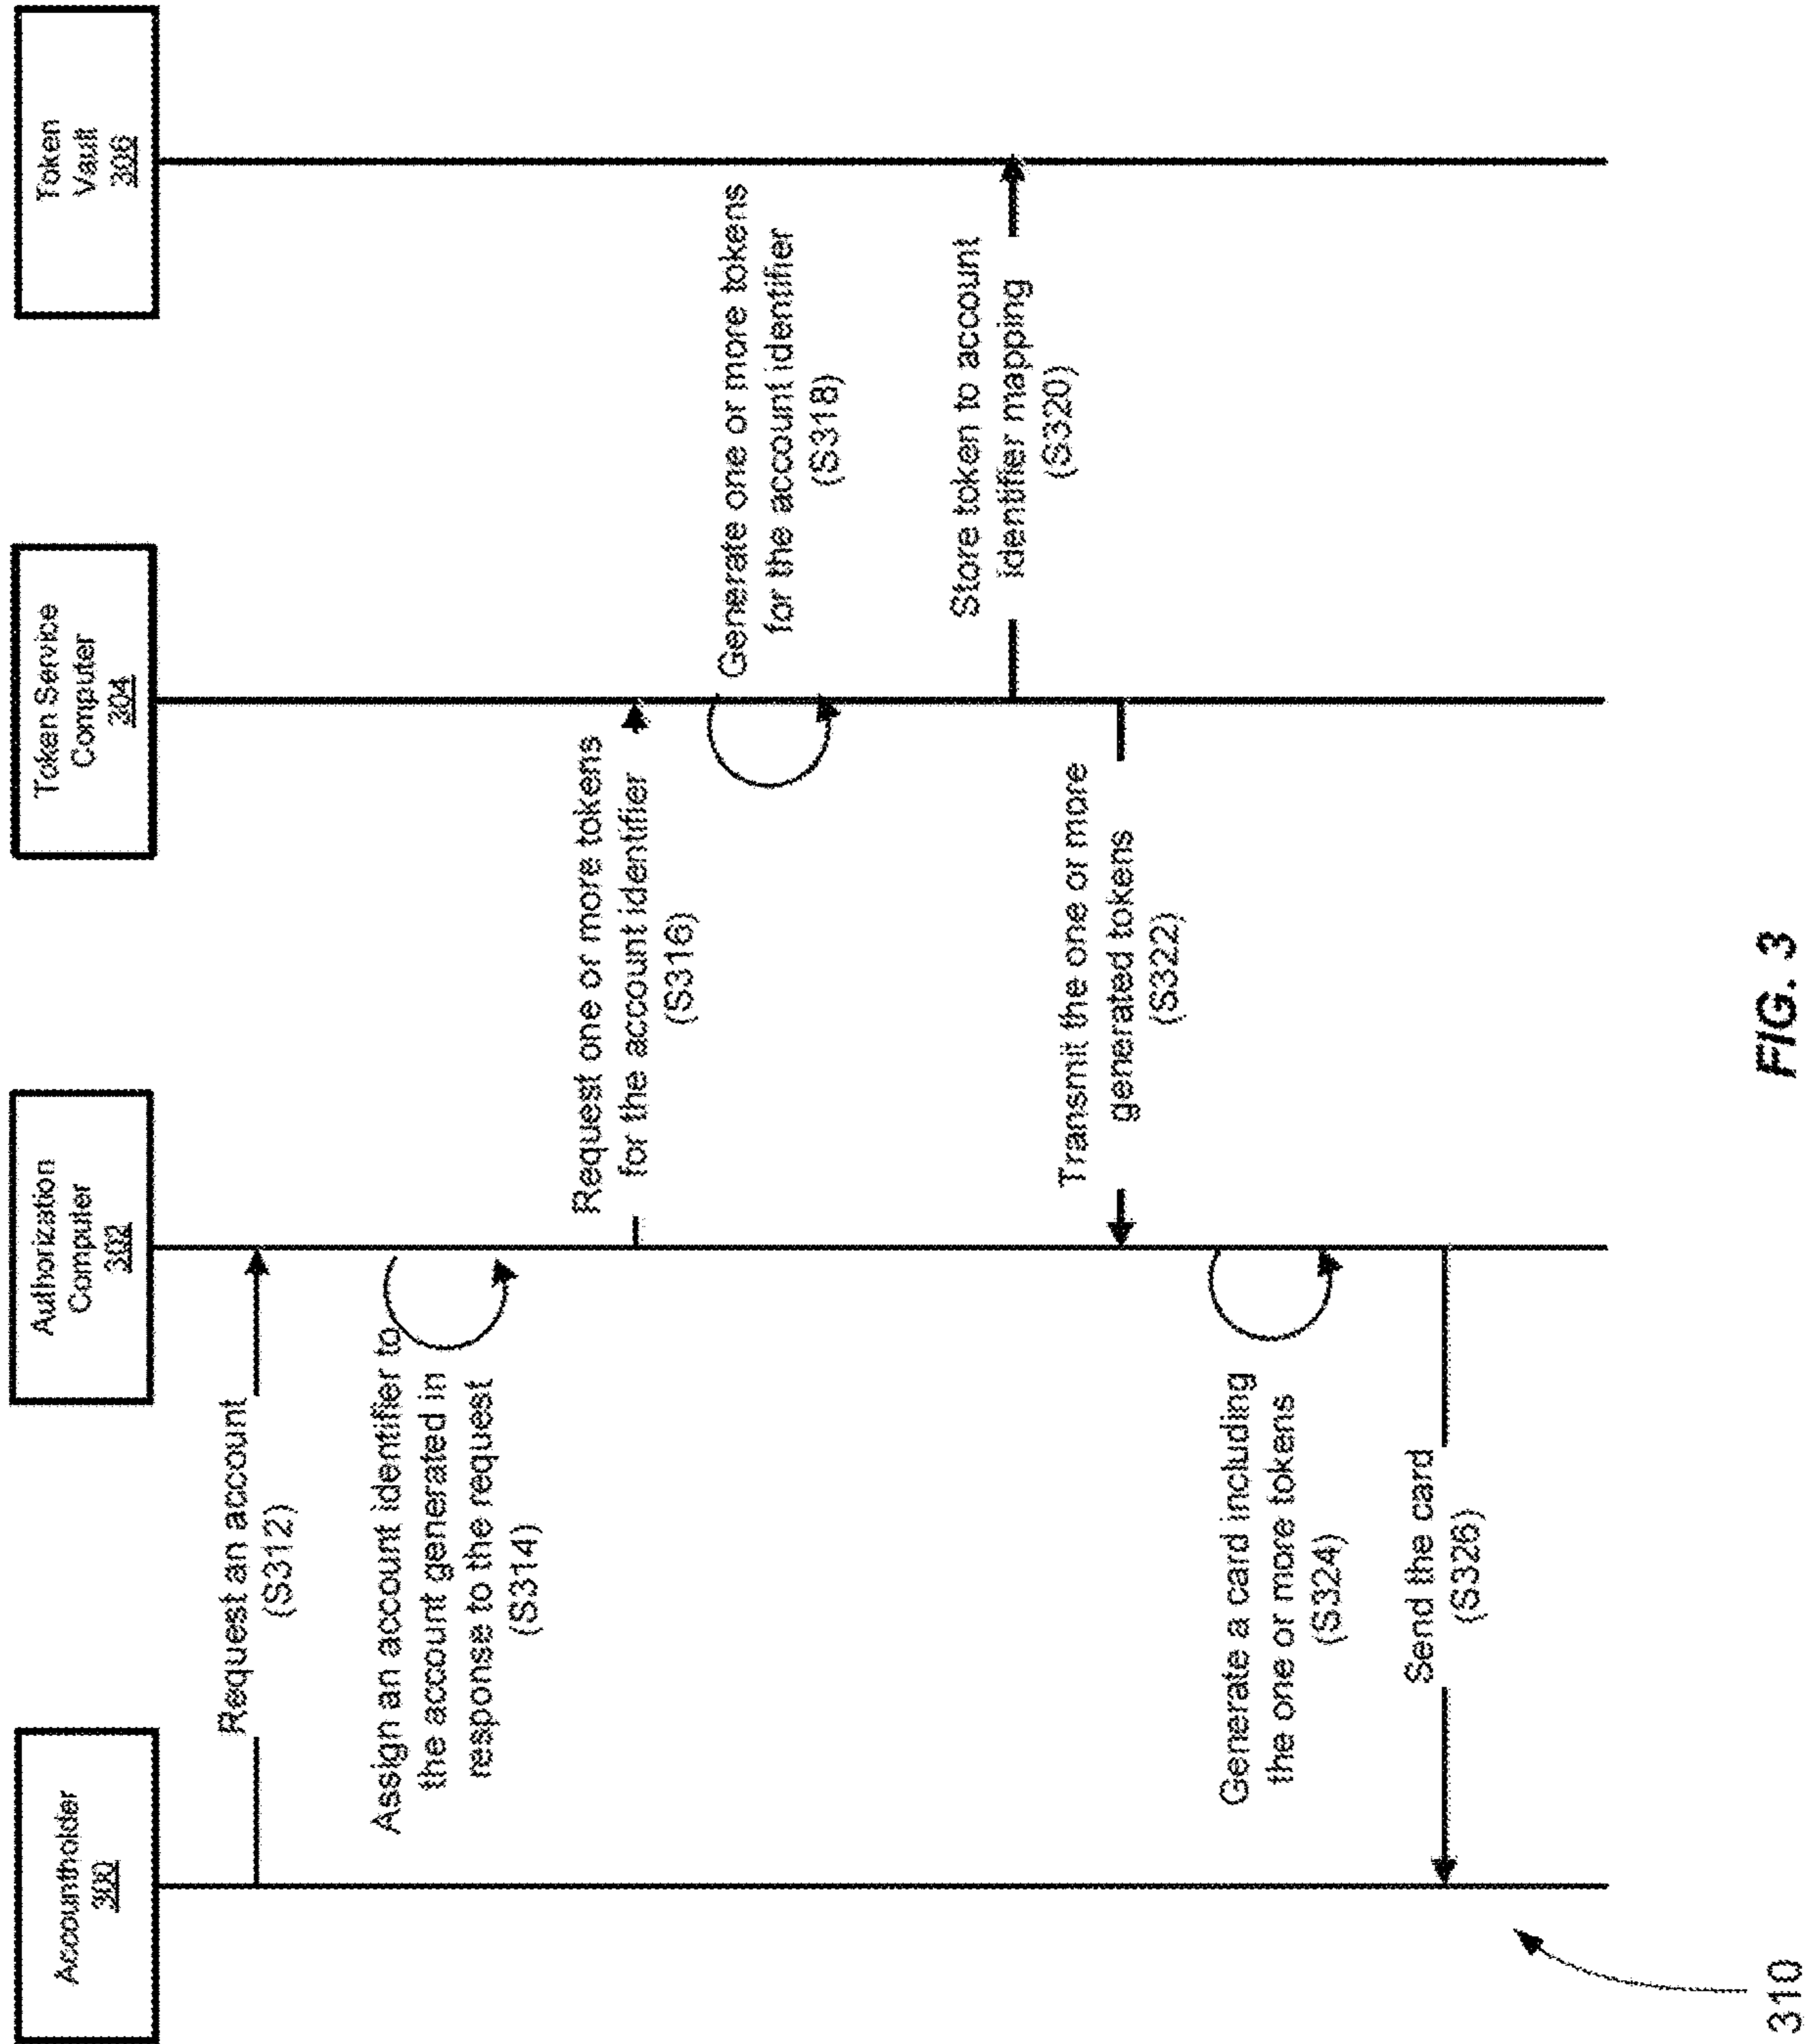 Accountholder
300
Authorization
Computer
302
Token Service
Computer
304
Token
Vault
306
Request an account
(S312)
Assign an account identifier to
the account generated in
response to the request
(S314)
Request one or more tokens
for the account identifier
(S316)
Generate one or more tokens
for the account identifier
(S318)
Store token to account
identifier mapping
(S320)
Transmit the one or more
generated tokens
(S322)
Generate a card including
the one or more tokens
(S324)
Send the card
(S326)
310
FIG. 3